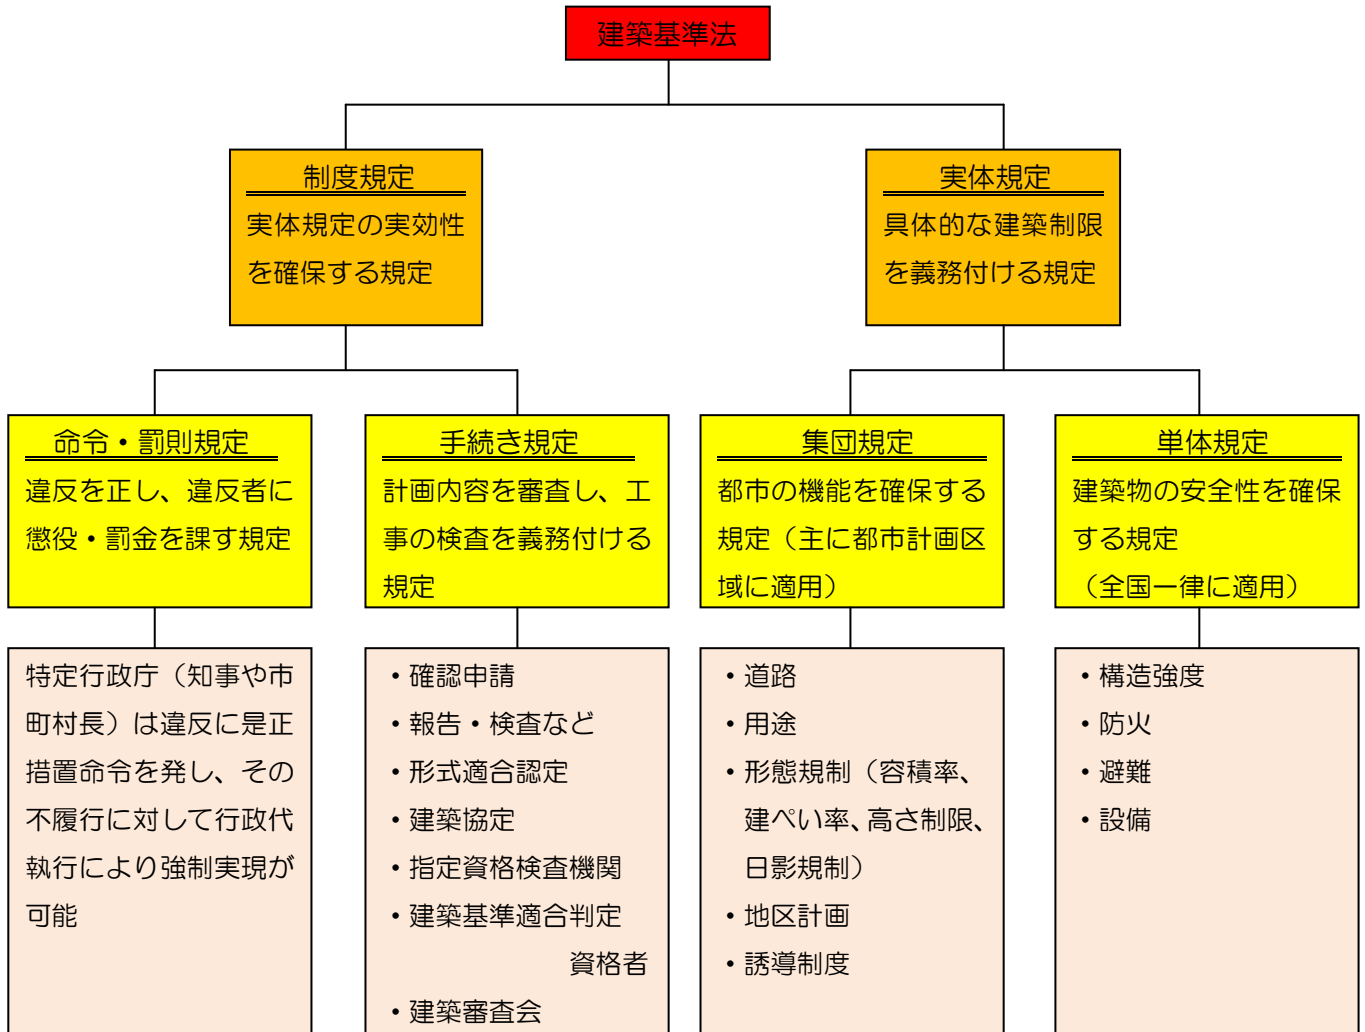 建築基準法
制度規定
実体規定の実効性
を確保する規定
実体規定
具体的な建築制限
を義務付ける規定
命令・罰則規定
違反を正し、違反者に
懲役・罰金を課す規定
手続き規定
計画内容を審査し、工
事の検査を義務付ける
規定
集団規定
都市の機能を確保する
規定（主に都市計画区
域に適用）
単体規定
建築物の安全性を確保
する規定
（全国一律に適用）
特定行政庁（知事や市
町村長）は違反に是正
措置命令を発し、その
不履行に対して行政代
執行により強制実現が
可能
・確認申請
・報告・検査など
・形式適合認定
・建築協定
・指定資格検査機関
・建築基準適合判定
資格者
・建築審査会
・道路
・用途
・形態規制（容積率、
建ぺい率、高さ制限、
日影規制）
・地区計画
・誘導制度
・構造強度
・防火
・避難
・設備